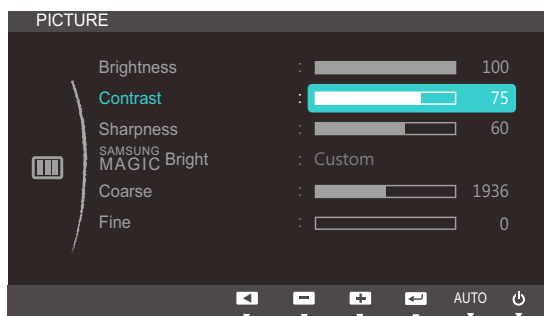 PICTURE
Brightness : 100
Contrast : 75
Sharpness : 60
SAMSUNG
MAGIC Bright : Custom
Coarse : 1936
Fine : 0
AUTO